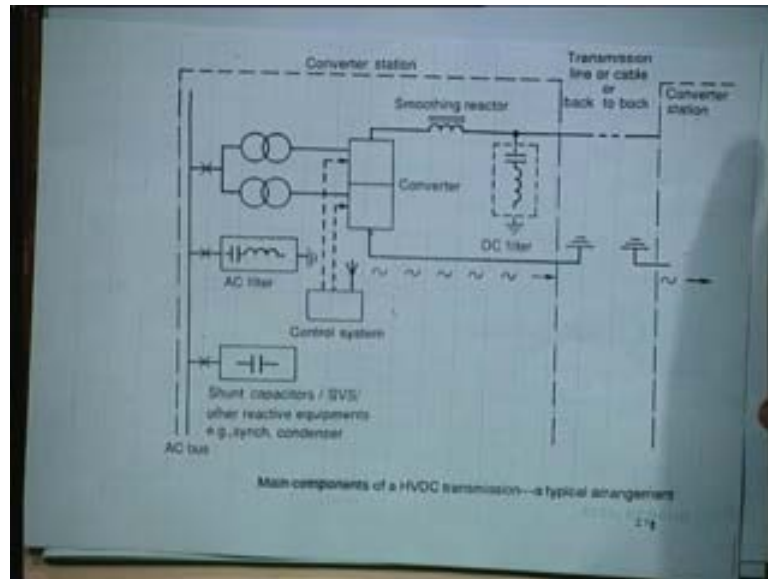 Converter station
Transmission
line or cable
or
back to back
Converter
station
Smoothing reactor
Converter
DC filter
AC filter
Control system
Shunt capacitors / SVS/
other reactive equipments
e.g., synch. condenser
AC bus
Main components of a HVDC transmission—a typical arrangement